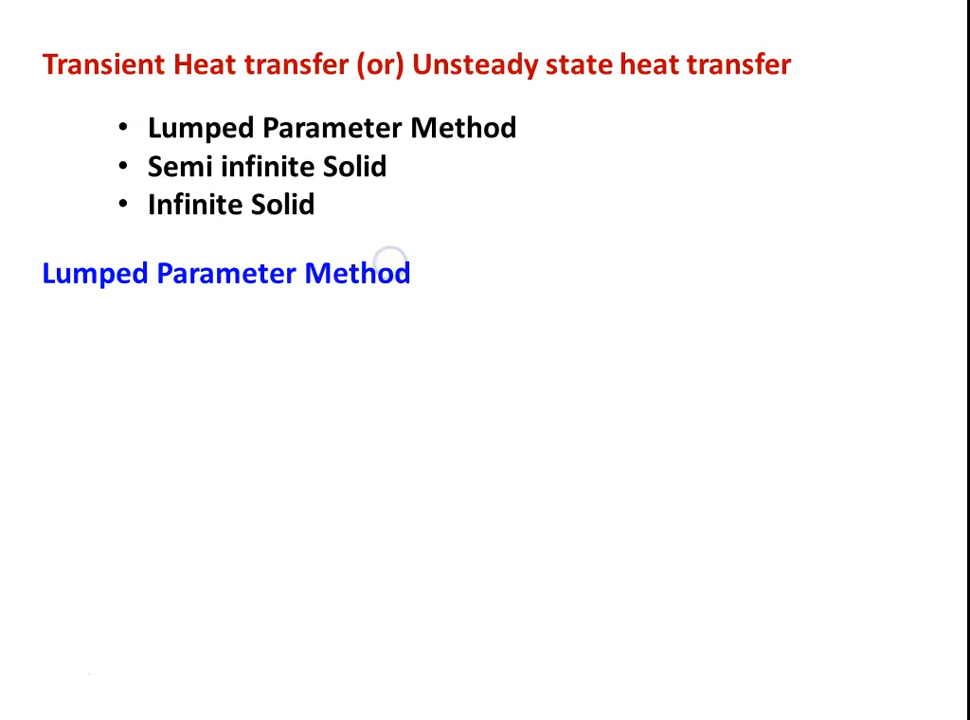 Transient Heat transfer (or) Unsteady state heat transfer
• Lumped Parameter Method
• Semi infinite Solid
• Infinite Solid
Lumped Parameter Method